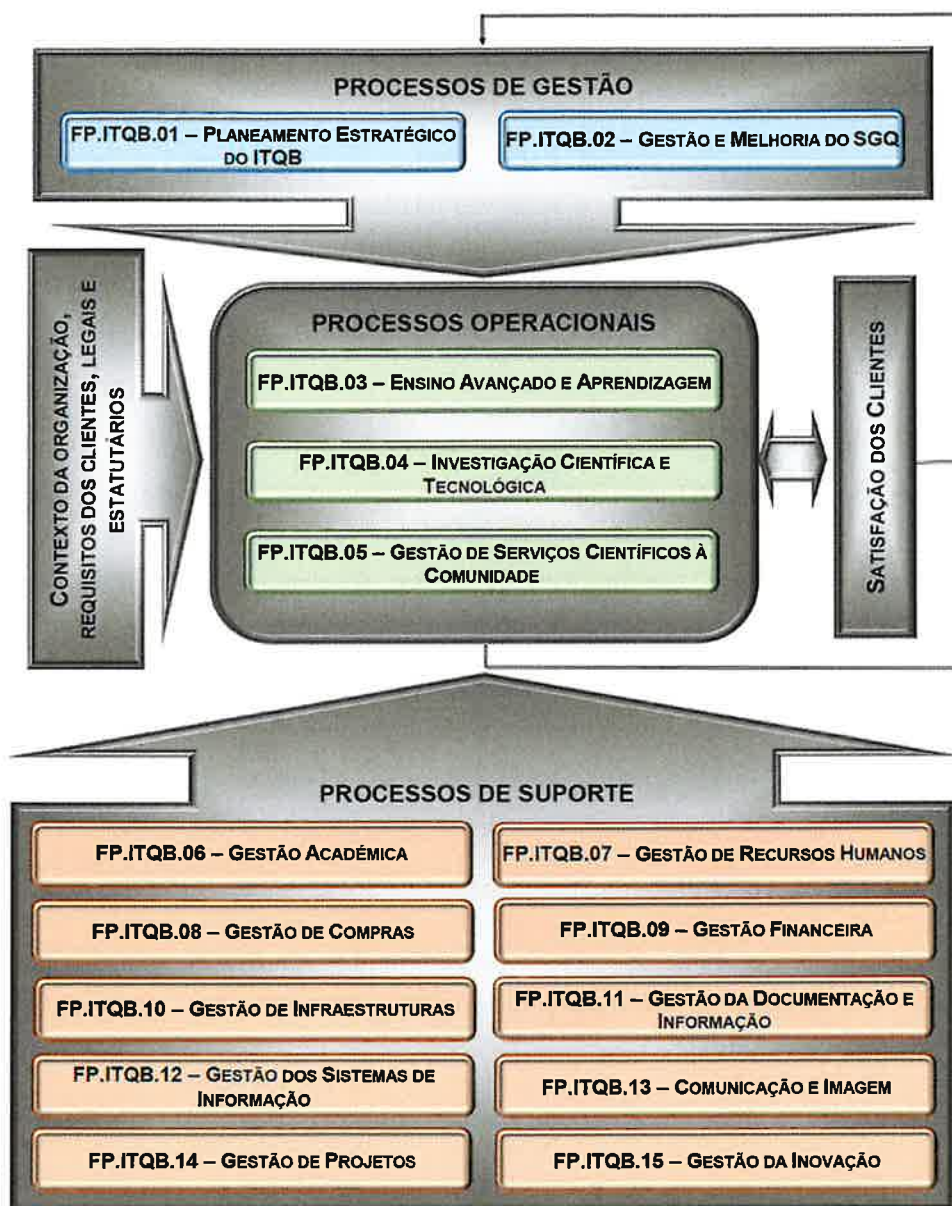 PROCESSOS DE GESTÃO
FP.ITQB.01 – PLANEAMENTO ESTRATÉGICO
DO ITQB
FP.ITQB.02 – GESTÃO E MELHORIA DO SGQ
CONTEXTO DA ORGANIZAÇÃO,
REQUISITOS DOS CLIENTES, LEGAIS E
ESTATUTÁRIOS
PROCESSOS OPERACIONAIS
FP.ITQB.03 – ENSINO AVANÇADO E APRENDIZAGEM
FP.ITQB.04 – INVESTIGAÇÃO CIENTÍFICA E
TECNOLÓGICA
FP.ITQB.05 – GESTÃO DE SERVIÇOS CIENTÍFICOS À
COMUNIDADE
SATISFAÇÃO DOS CLIENTES
PROCESSOS DE SUPORTE
FP.ITQB.06 – GESTÃO ACADÉMICA
FP.ITQB.07 – GESTÃO DE RECURSOS HUMANOS
FP.ITQB.08 – GESTÃO DE COMPRAS
FP.ITQB.09 – GESTÃO FINANCEIRA
FP.ITQB.10 – GESTÃO DE INFRAESTRUTURAS
FP.ITQB.11 – GESTÃO DA DOCUMENTAÇÃO E
INFORMAÇÃO
FP.ITQB.12 – GESTÃO DOS SISTEMAS DE
INFORMAÇÃO
FP.ITQB.13 – COMUNICAÇÃO E IMAGEM
FP.ITQB.14 – GESTÃO DE PROJETOS
FP.ITQB.15 – GESTÃO DA INOVAÇÃO